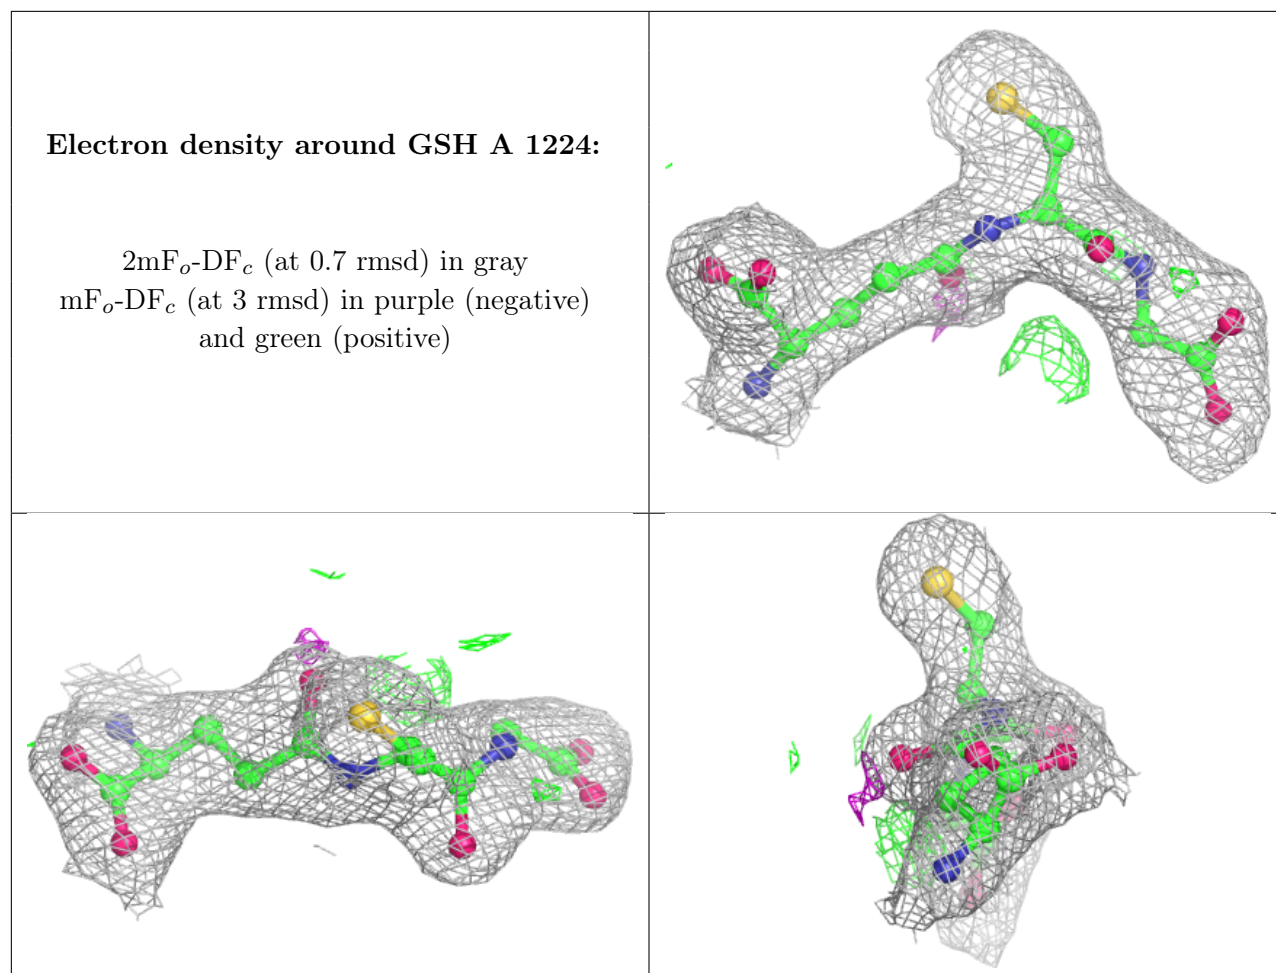 Electron density around GSH A 1224:
2mFo-DFc (at 0.7 rmsd) in gray
mFo-DFc (at 3 rmsd) in purple (negative)
and green (positive)